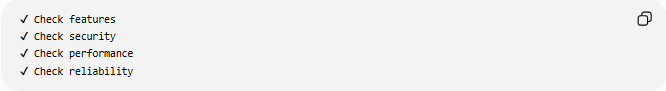 ✓ Check features
✓ Check security
✓ Check performance
✓ Check reliability